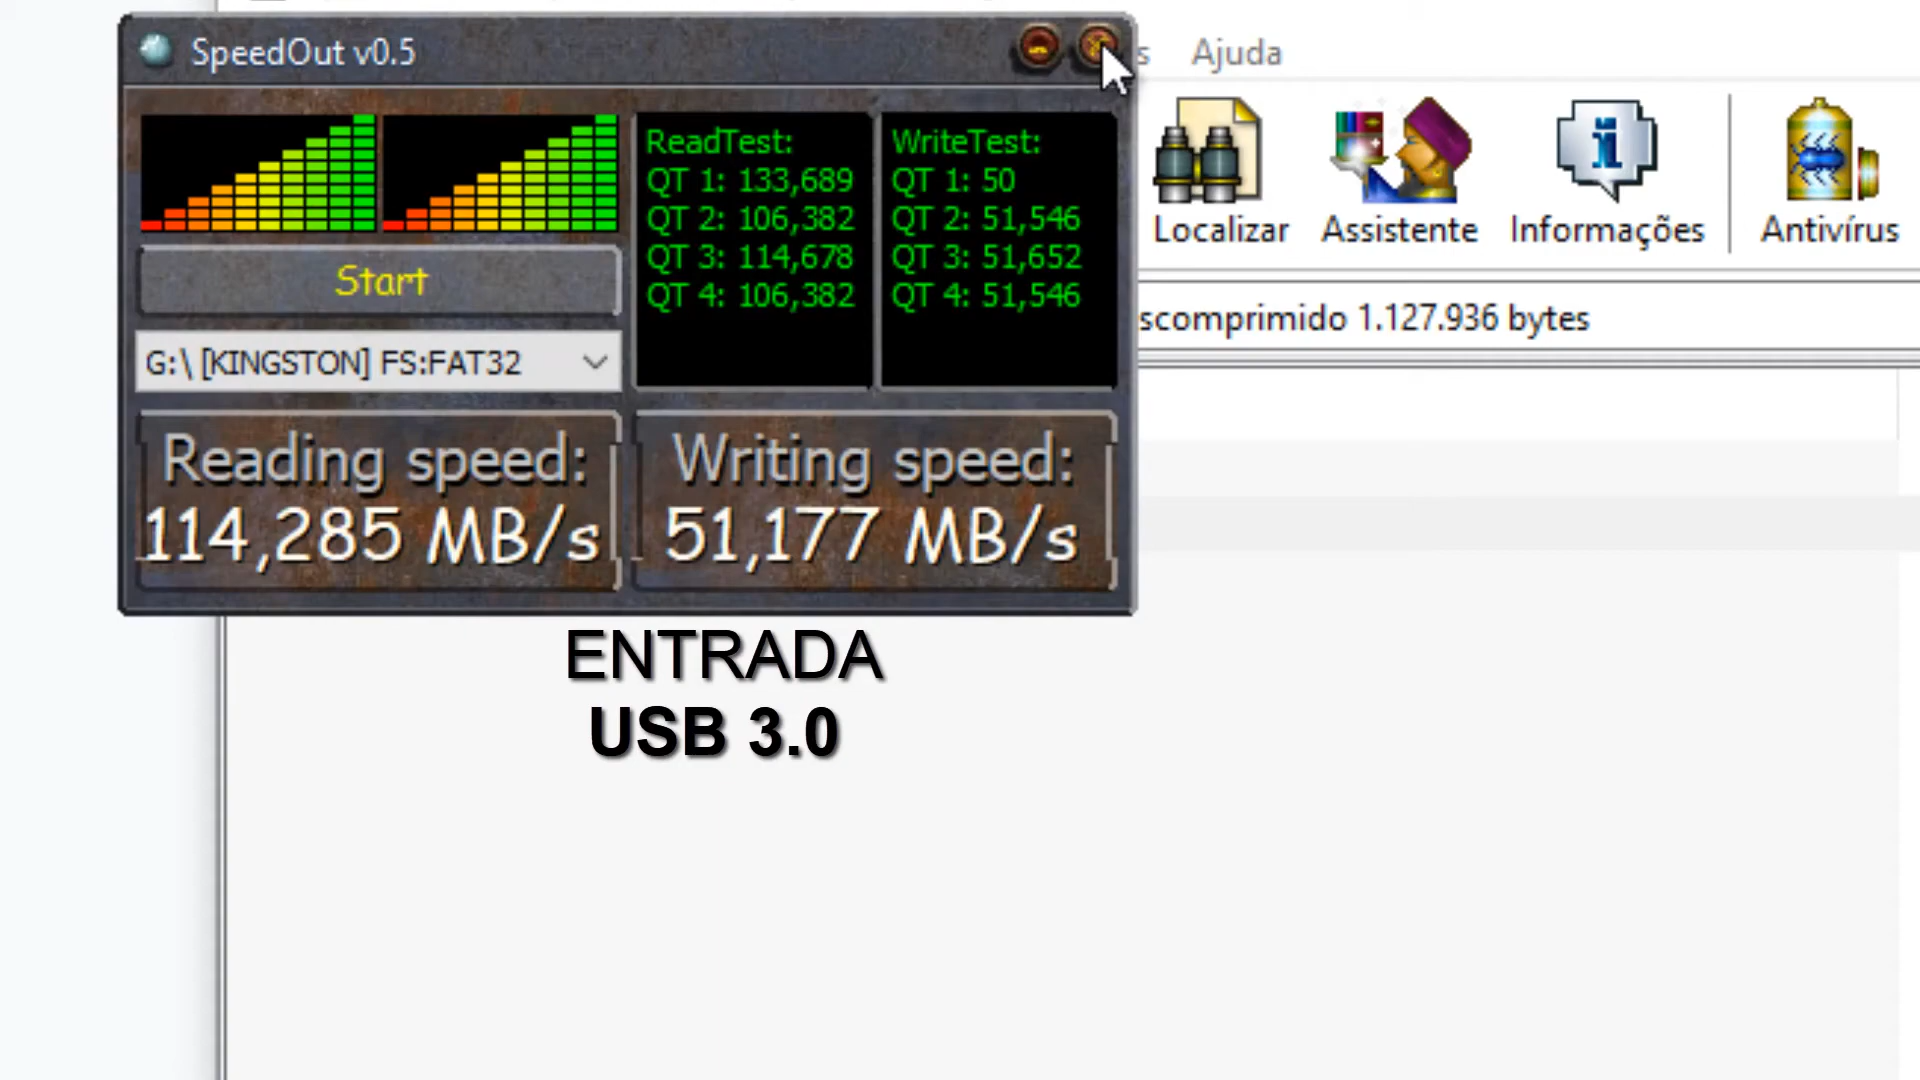 SpeedOut v0.5
s Ajuda
ReadTest:
QT 1: 133,689
QT 2: 106,382
QT 3: 114,678
QT 4: 106,382
WriteTest:
QT 1: 50
QT 2: 51,546
QT 3: 51,652
QT 4: 51,546
Localizar
Assistente
Informações
Antivírus
Start
scomprimido 1.127.936 bytes
G:\ [KINGSTON] FS:FAT32
Reading speed:
114,285 MB/s
Writing speed:
51,177 MB/s
ENTRADA
USB 3.0